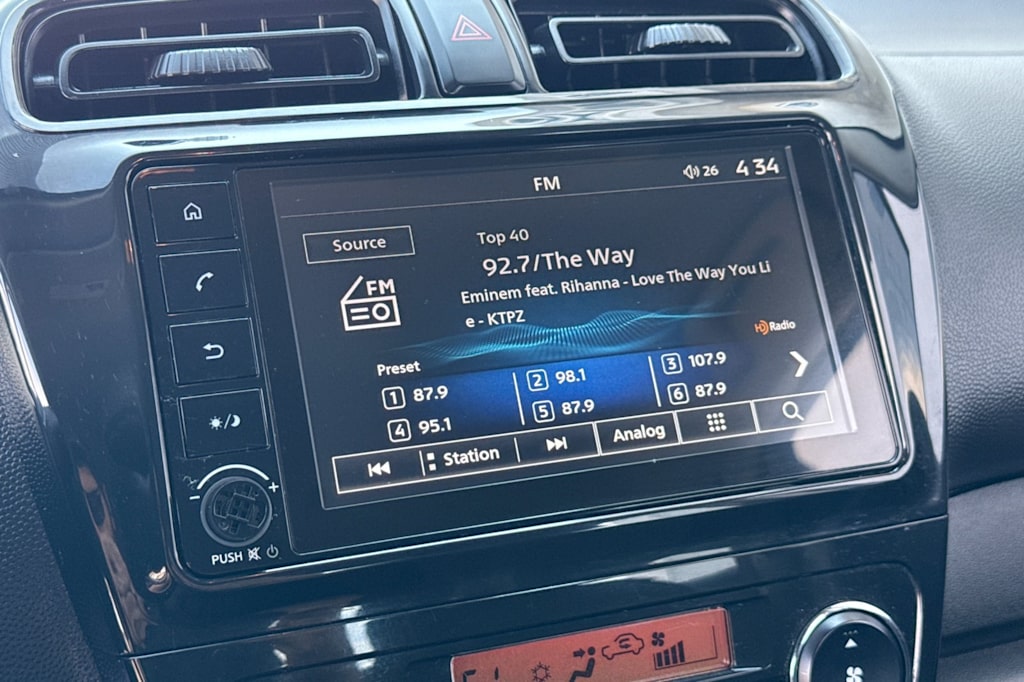 FM
26
4 34
Source
Top 40
92.7/The Way
FM
Eminem feat. Rihanna - Love The Way You Li
e - KTPZ
HD Radio
Preset
1 87.9
2 98.1
3 107.9
4 95.1
5 87.9
6 87.9
Station
Analog
- +
PUSH